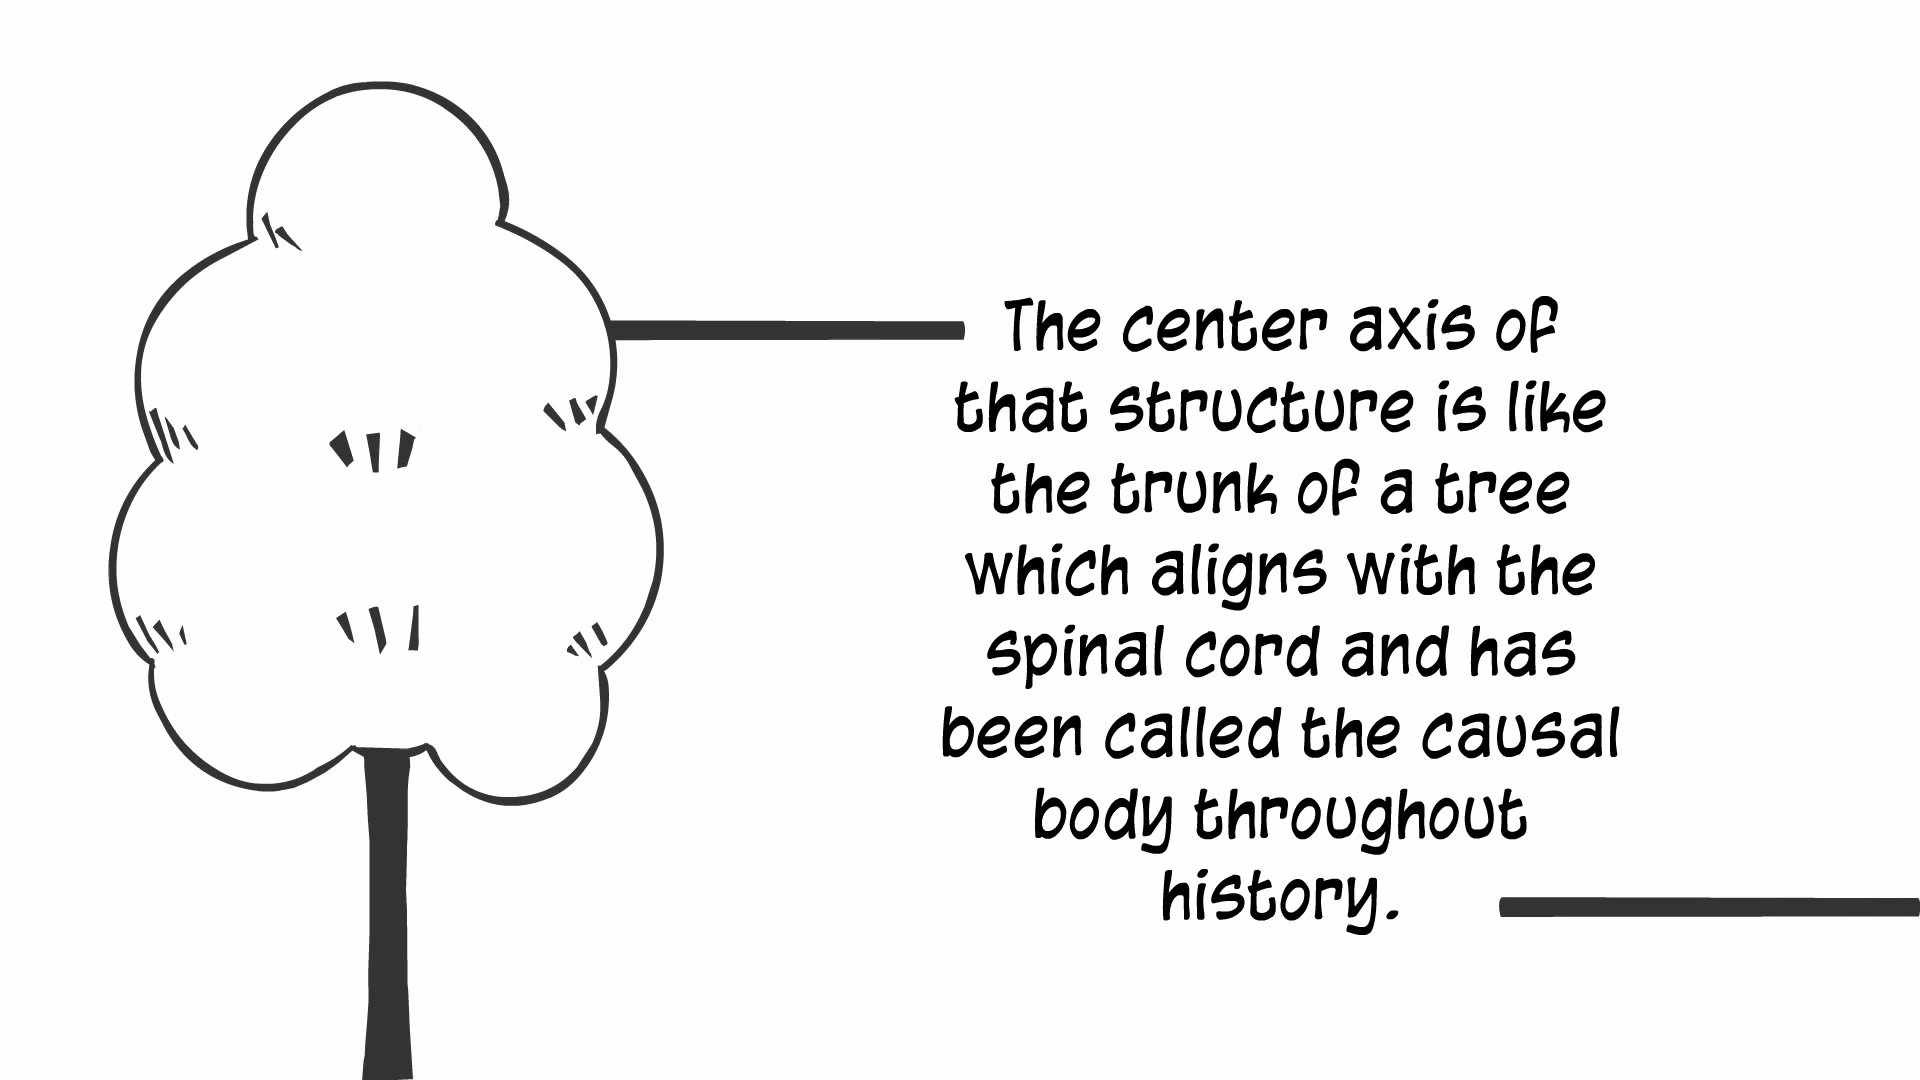 The center axis of
that structure is like
the trunk of a tree
which aligns with the
spinal cord and has
been called the causal
body throughout
history.